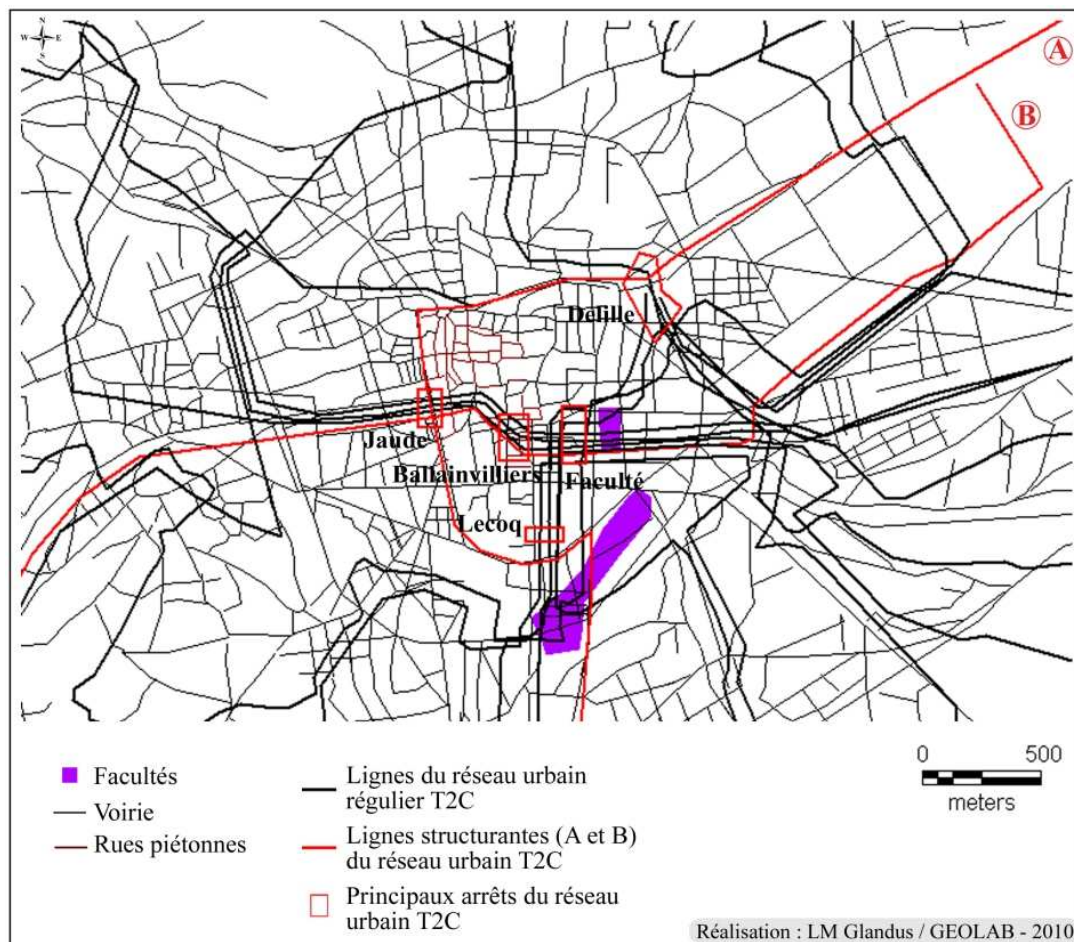 N
W E
S
A
B
Delille
Jaude
Ballainvilliers
Faculté
Lecoq
Facultés
Voirie
Rues piétonnes
Lignes du réseau urbain
régulier T2C
Lignes structurantes (A et B)
du réseau urbain T2C
Principaux arrêts du réseau
urbain T2C
0 500
meters
Réalisation : LM Glandus / GEOLAB - 2010